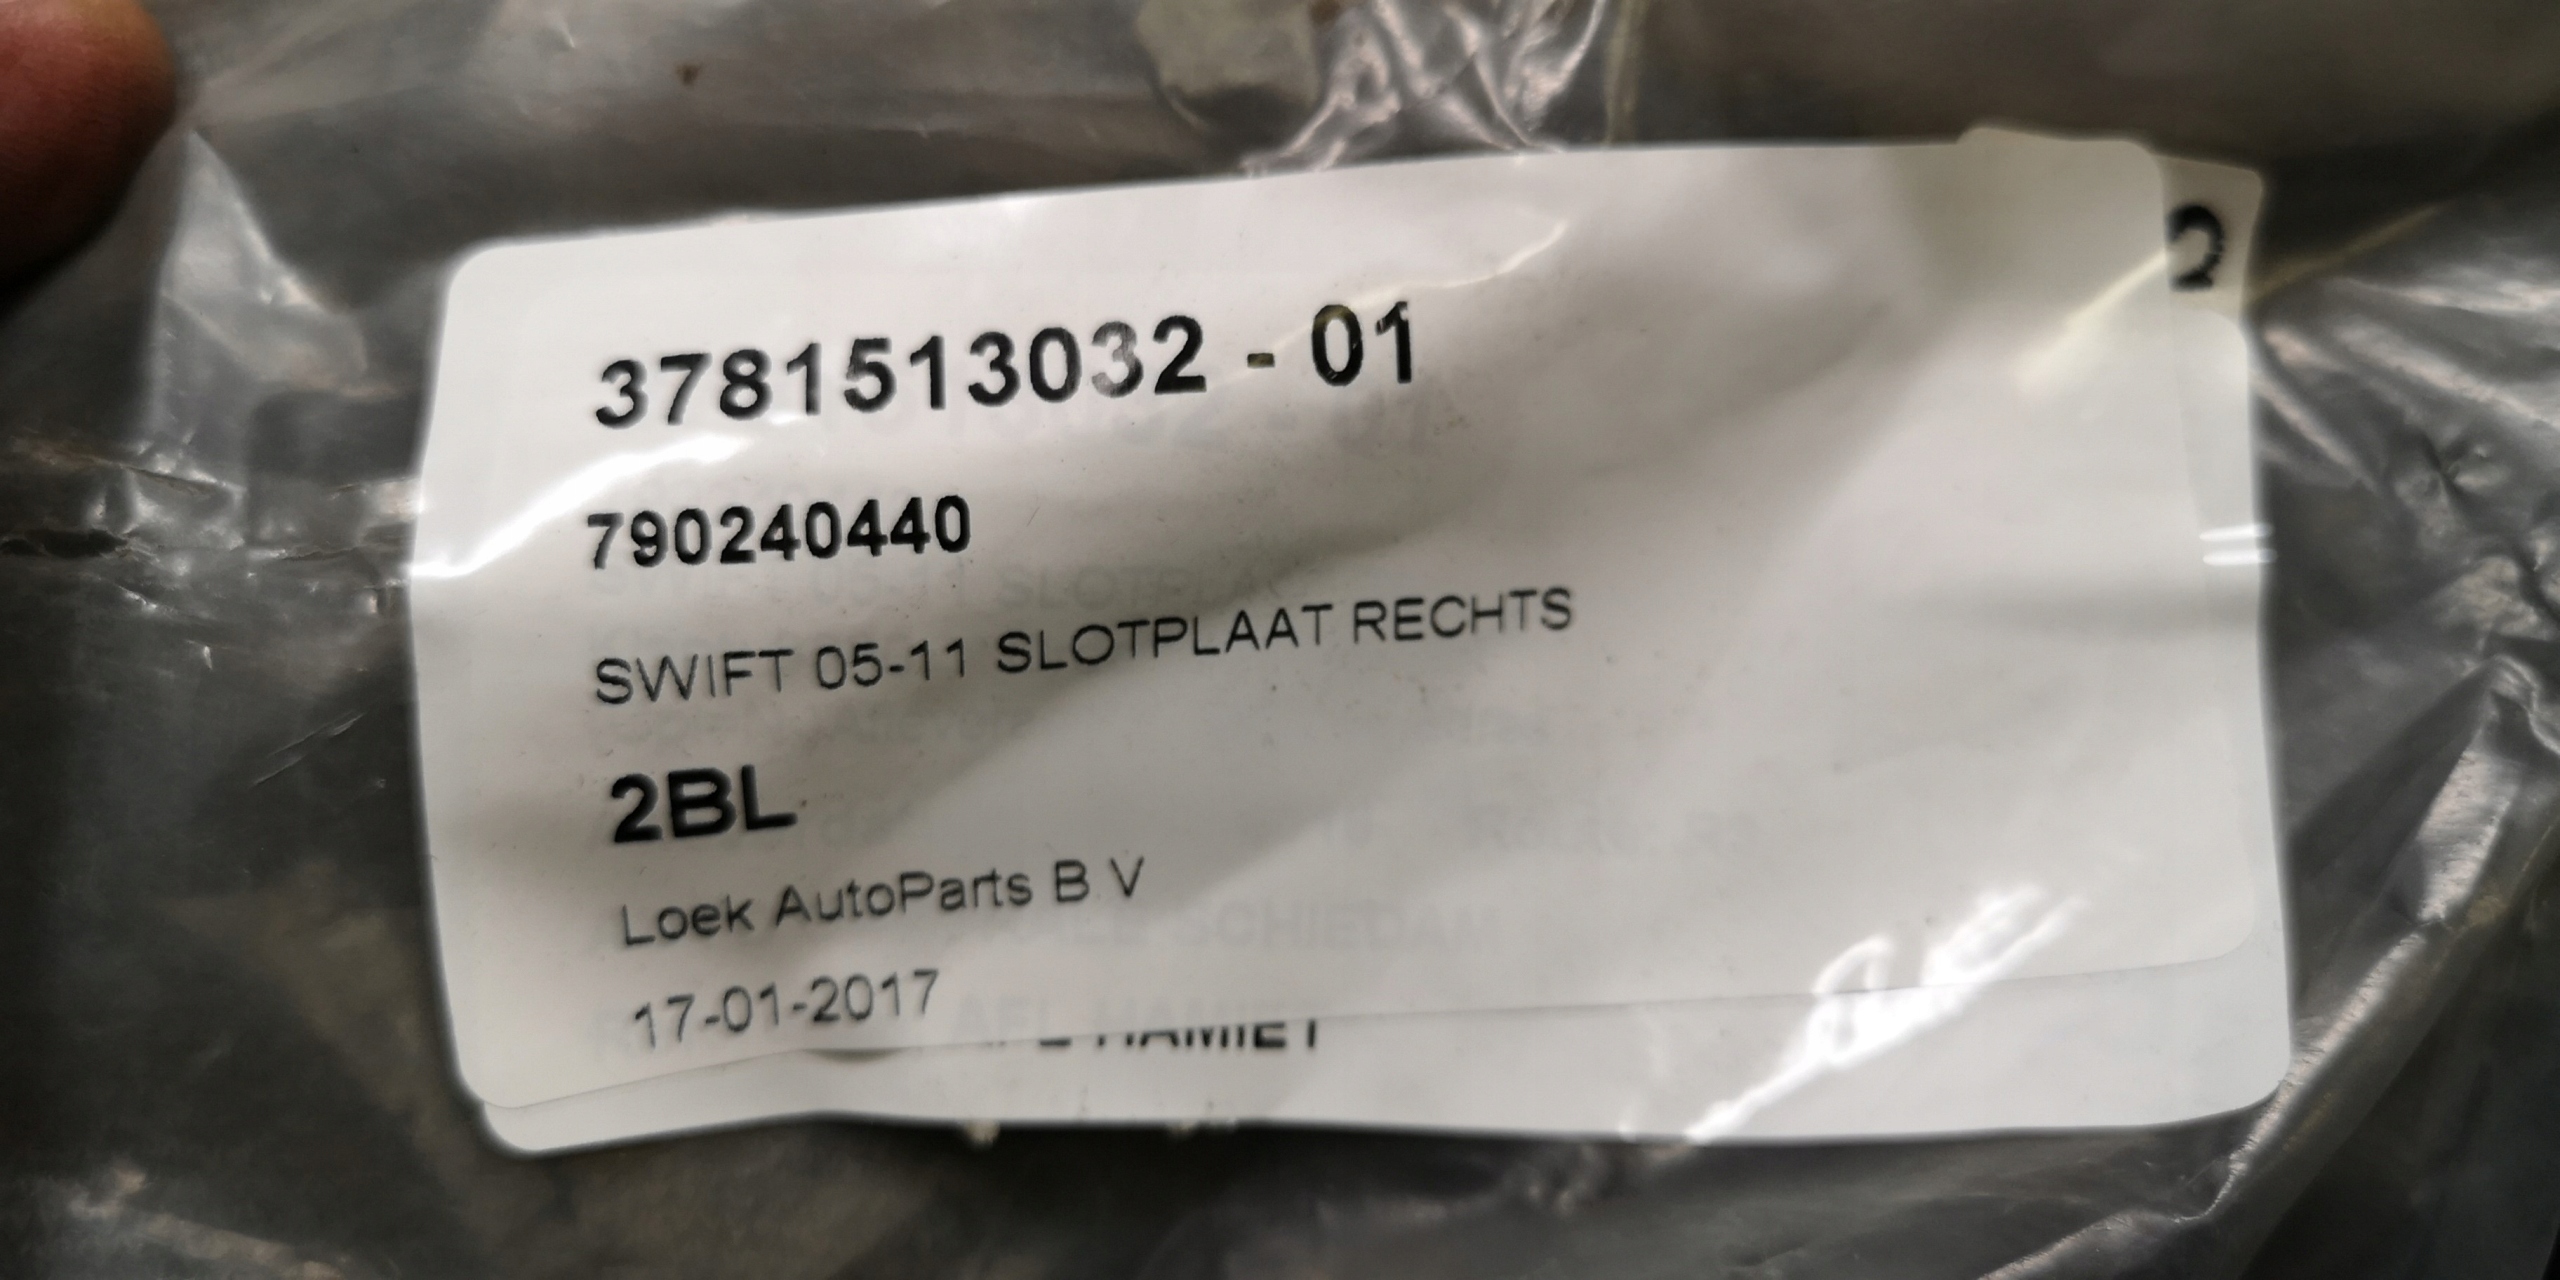 2
3781513032 - 01
790240440
SWIFT 05-11 SLOTPLAAT RECHTS
2BL
Loek AutoParts B.V
17-01-2017